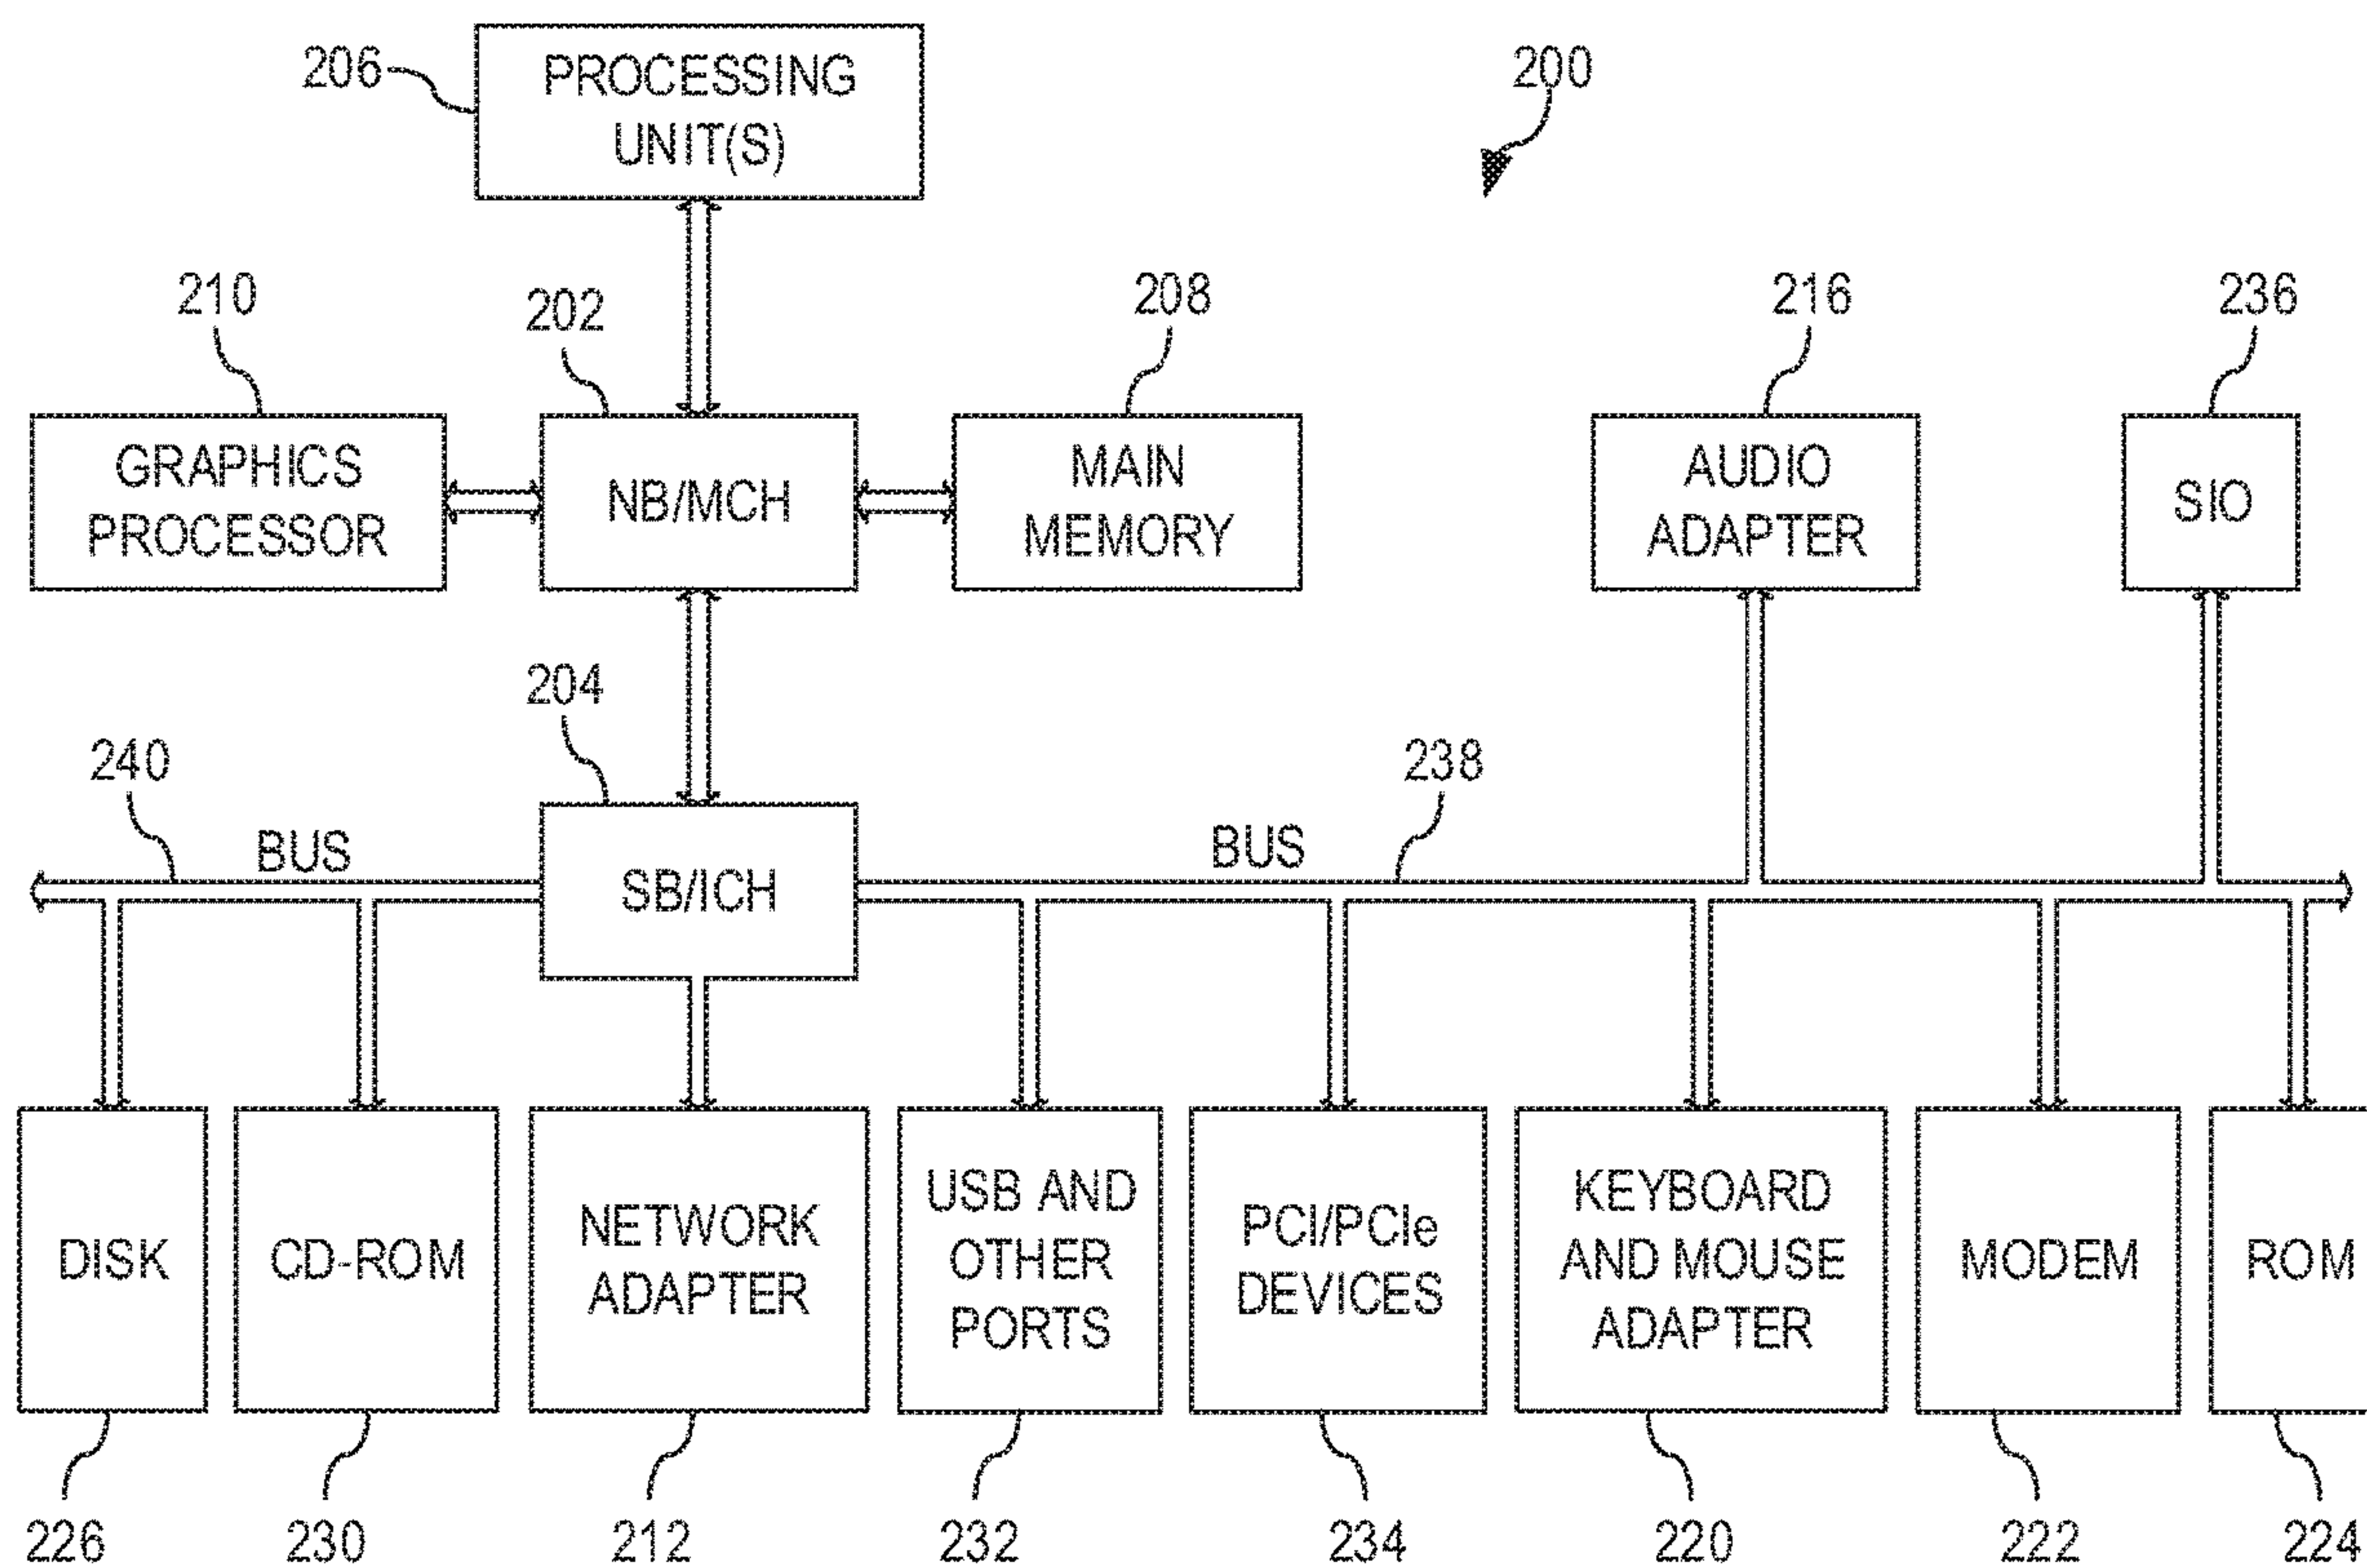 206
PROCESSING
UNIT(S)
200
210
202
208
216
236
GRAPHICS
PROCESSOR
NB/MCH
MAIN
MEMORY
AUDIO
ADAPTER
SIO
204
240
BUS
SB/ICH
BUS
238
DISK
CD-ROM
NETWORK
ADAPTER
USB AND
OTHER
PORTS
PCI/PCIe
DEVICES
KEYBOARD
AND MOUSE
ADAPTER
MODEM
ROM
226
230
212
232
234
220
222
224